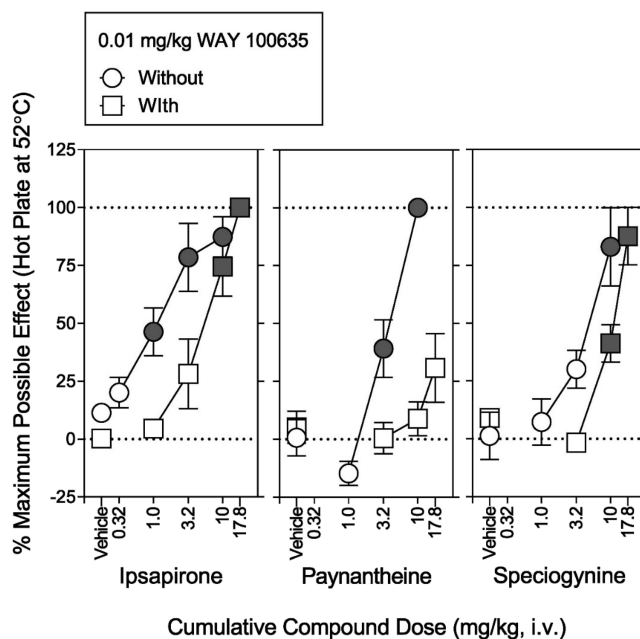 0.01 mg/kg WAY 100635
Without
WIth
% Maximum Possible Effect (Hot Plate at 52°C)
125
100
75
50
25
0
-25
Vehicle
0.32
1.0
3.2
10
17.8
Ipsapirone
Vehicle
0.32
1.0
3.2
10
17.8
Paynantheine
Vehicle
0.32
1.0
3.2
10
17.8
Speciogynine
Cumulative Compound Dose (mg/kg, i.v.)